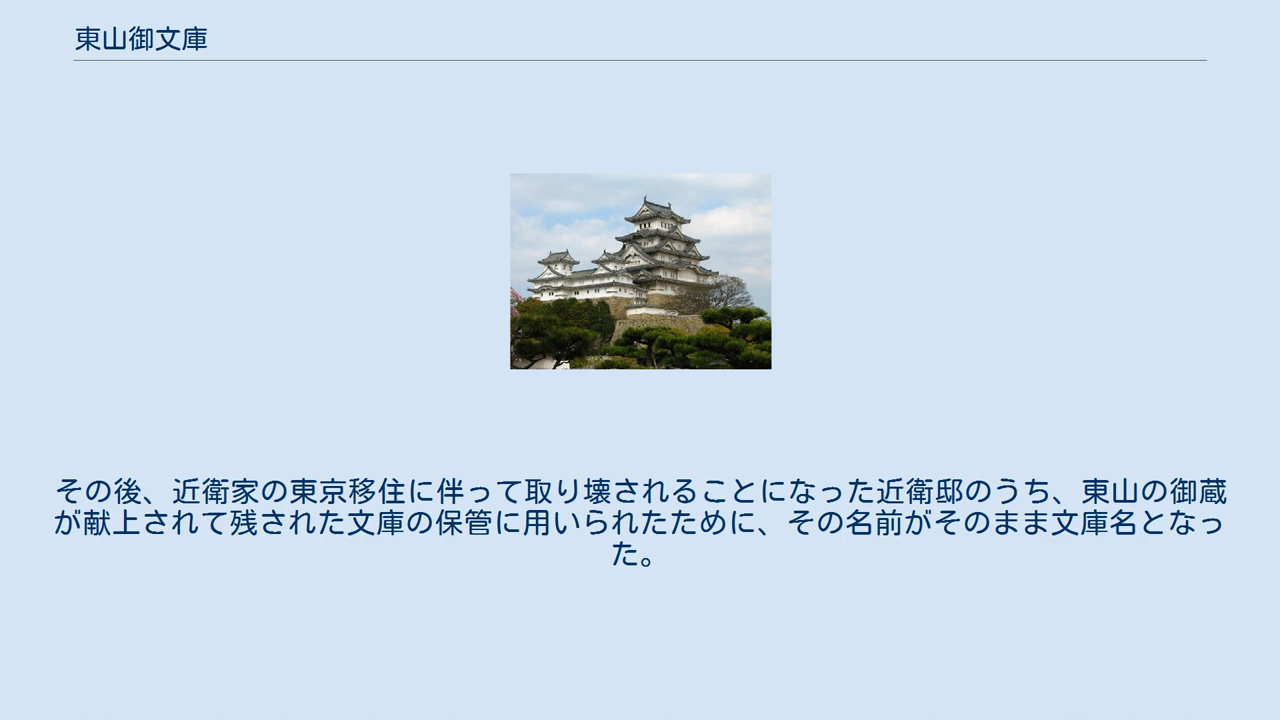 東山御文庫
その後、近衛家の東京移住に伴って取り壊されることになった近衛邸のうち、東山の御蔵
が献上されて残された文庫の保管に用いられたために、その名前がそのまま文庫名となっ
た。